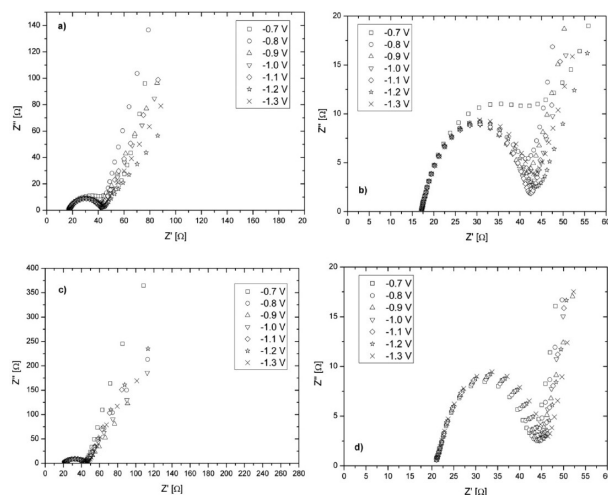 a)
-0.7 V
-0.8 V
-0.9 V
-1.0 V
-1.1 V
-1.2 V
-1.3 V
140
120
100
80
60
40
20
0
Z'' [Ω]
0 20 40 60 80 100 120 140 160 180 20
Z' [Ω]
-0.7 V
-0.8 V
-0.9 V
-1.0 V
-1.1 V
-1.2 V
-1.3 V
20
15
10
5
0
Z'' [Ω]
b)
0 5 10 15 20 25 30 35 40 45 50 55 60
Z' [Ω]
c)
-0.7 V
-0.8 V
-0.9 V
-1.0 V
-1.1 V
-1.2 V
-1.3 V
400
350
300
250
200
150
100
50
0
Z'' [Ω]
0 20 40 60 80 100 120 140 160 180 200 220 240 260 280
Z' [Ω]
-0.7 V
-0.8 V
-0.9 V
-1.0 V
-1.1 V
-1.2 V
-1.3 V
20
15
10
5
0
Z'' [Ω]
d)
0 5 10 15 20 25 30 35 40 45 50 55 60
Z' [Ω]